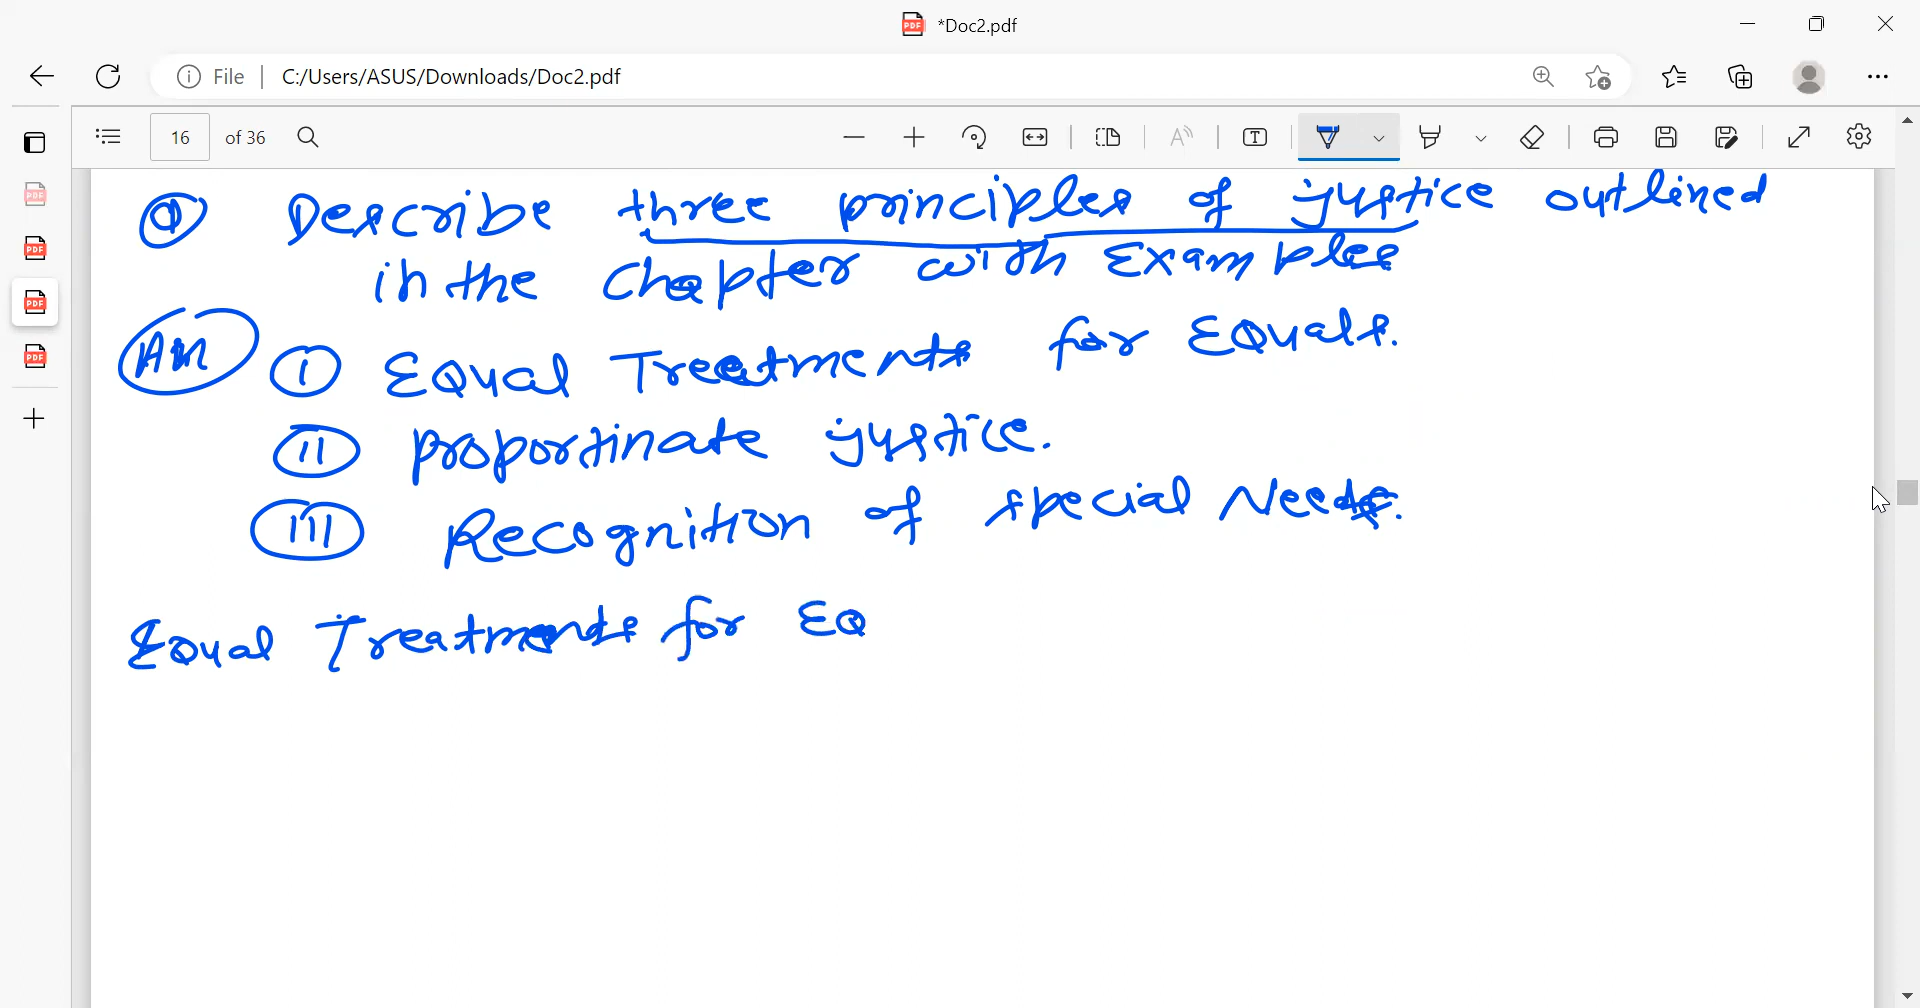 *Doc2.pdf
File C:/Users/ASUS/Downloads/Doc2.pdf
16 of 36
Q Describe three principles of justice outlined
in the Chapter with Examples
Ans I Equal Treatments for Equals.
II proportinate justice.
III Recognition of special Needs.
Equal Treatments for EQ